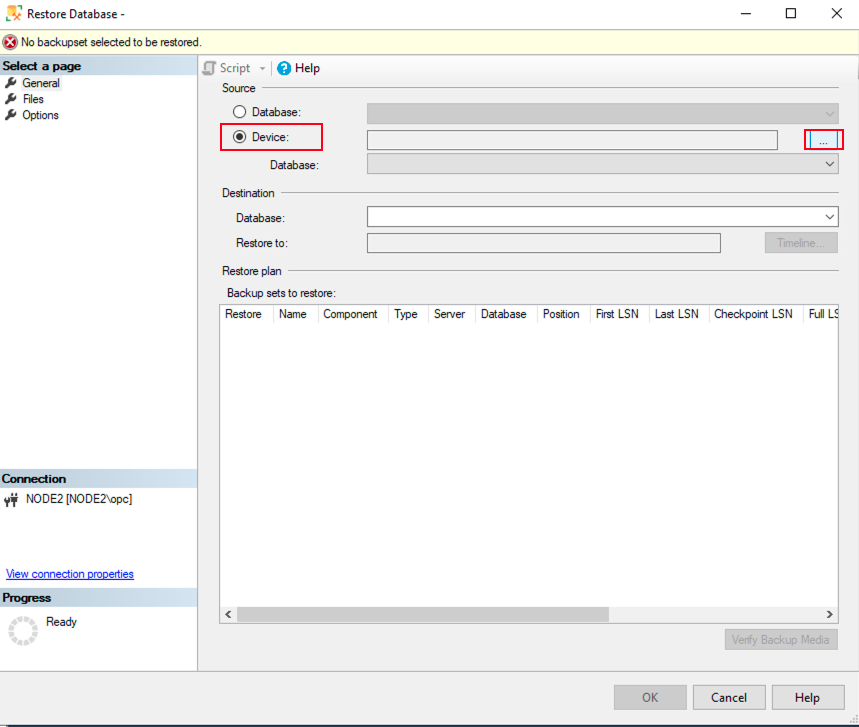 Restore Database -
No backupset selected to be restored.
Select a page
General
Files
Options
Script
Help
Source
Database:
Device:
...
Database:
Destination
Database:
Restore to:
Timeline...
Restore plan
Backup sets to restore:
Restore Name Component Type Server Database Position First LSN Last LSN Checkpoint LSN Full LS
Connection
NODE2 [NODE2\opc]
View connection properties
Progress
Ready
Verify Backup Media
OK Cancel Help